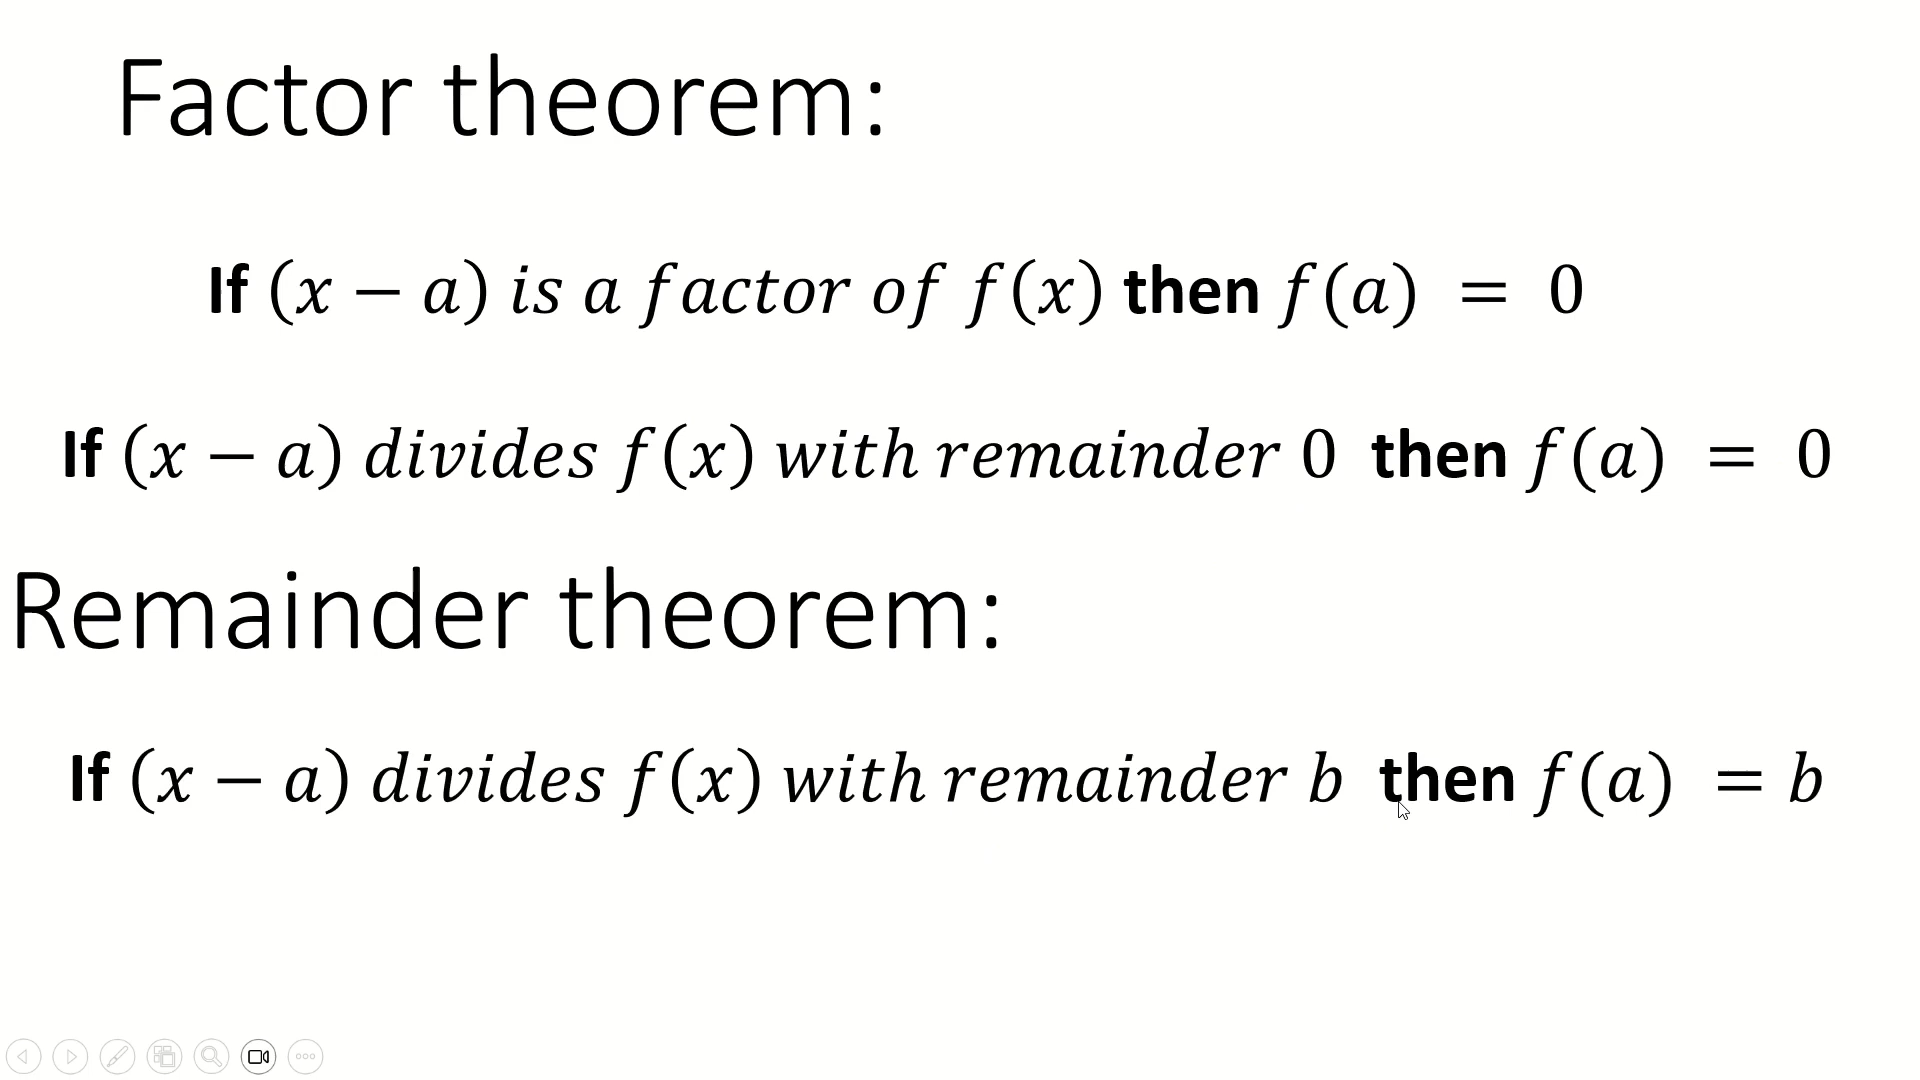 Factor theorem:
If (x − a) is a factor of f(x) then f(a) = 0
If (x − a) divides f(x) with remainder 0 then f(a) = 0
Remainder theorem:
If (x − a) divides f(x) with remainder b then f(a) = b